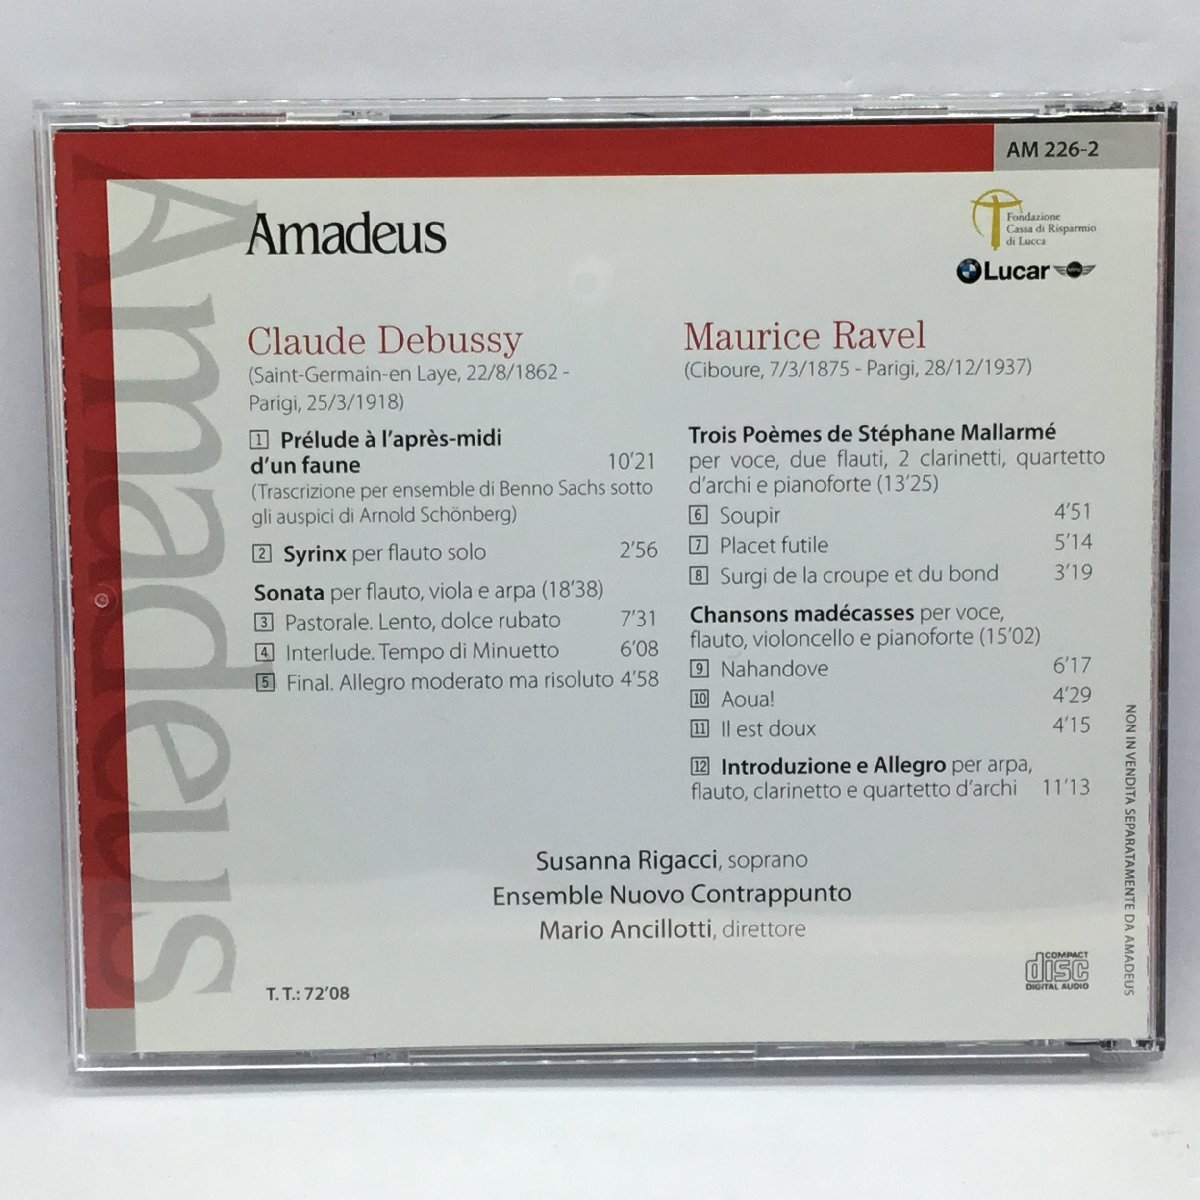 AM 226-2
Amadeus
Amadeus
Fondazione
Cassa di Risparmio
di Lucca
Lucar
Claude Debussy
(Saint-Germain-en Laye, 22/8/1862 -
Parigi, 25/3/1918)
1 Prélude à l'après-midi
d'un faune 10'21
(Trascrizione per ensemble di Benno Sachs sotto
gli auspici di Arnold Schönberg)
2 Syrinx per flauto solo 2'56
Sonata per flauto, viola e arpa (18'38)
3 Pastorale. Lento, dolce rubato 7'31
4 Interlude. Tempo di Minuetto 6'08
5 Final. Allegro moderato ma risoluto 4'58
Maurice Ravel
(Ciboure, 7/3/1875 - Parigi, 28/12/1937)
Trois Poèmes de Stéphane Mallarmé
per voce, due flauti, 2 clarinetti, quartetto
d'archi e pianoforte (13'25)
6 Soupir 4'51
7 Placet futile 5'14
8 Surgi de la croupe et du bond 3'19
Chansons madécasses per voce,
flauto, violoncello e pianoforte (15'02)
9 Nahandove 6'17
10 Aoua! 4'29
11 Il est doux 4'15
12 Introduzione e Allegro per arpa,
flauto, clarinetto e quartetto d'archi 11'13
Susanna Rigacci, soprano
Ensemble Nuovo Contrappunto
Mario Ancillotti, direttore
T. T.: 72'08
COMPACT
disc
DIGITAL AUDIO
NON IN VENDITA SEPARATAMENTE DA AMADEUS